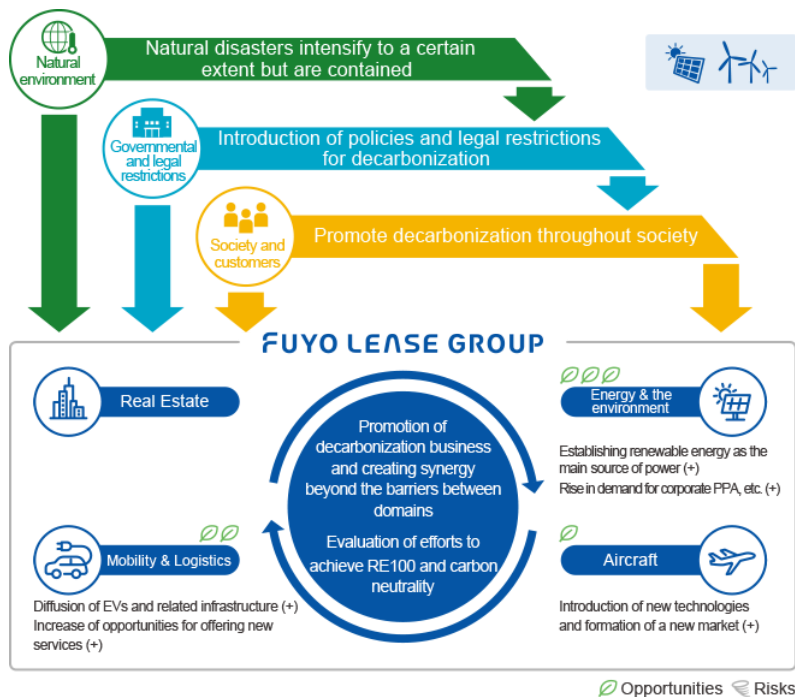 Natural
environment
Natural disasters intensify to a certain
extent but are contained
Governmental
and legal
restrictions
Introduction of policies and legal restrictions
for decarbonization
Society and
customers
Promote decarbonization throughout society
FUYO LEASE GROUP
Real Estate
Promotion of
decarbonization business
and creating synergy
beyond the barriers between
domains
Evaluation of efforts to
achieve RE100 and carbon
neutrality
Energy & the
environment
Establishing renewable energy as the
main source of power (+)
Rise in demand for corporate PPA, etc. (+)
Mobility & Logistics
Diffusion of EVs and related infrastructure (+)
Increase of opportunities for offering new
services (+)
Aircraft
Introduction of new technologies
and formation of a new market (+)
Opportunities Risks